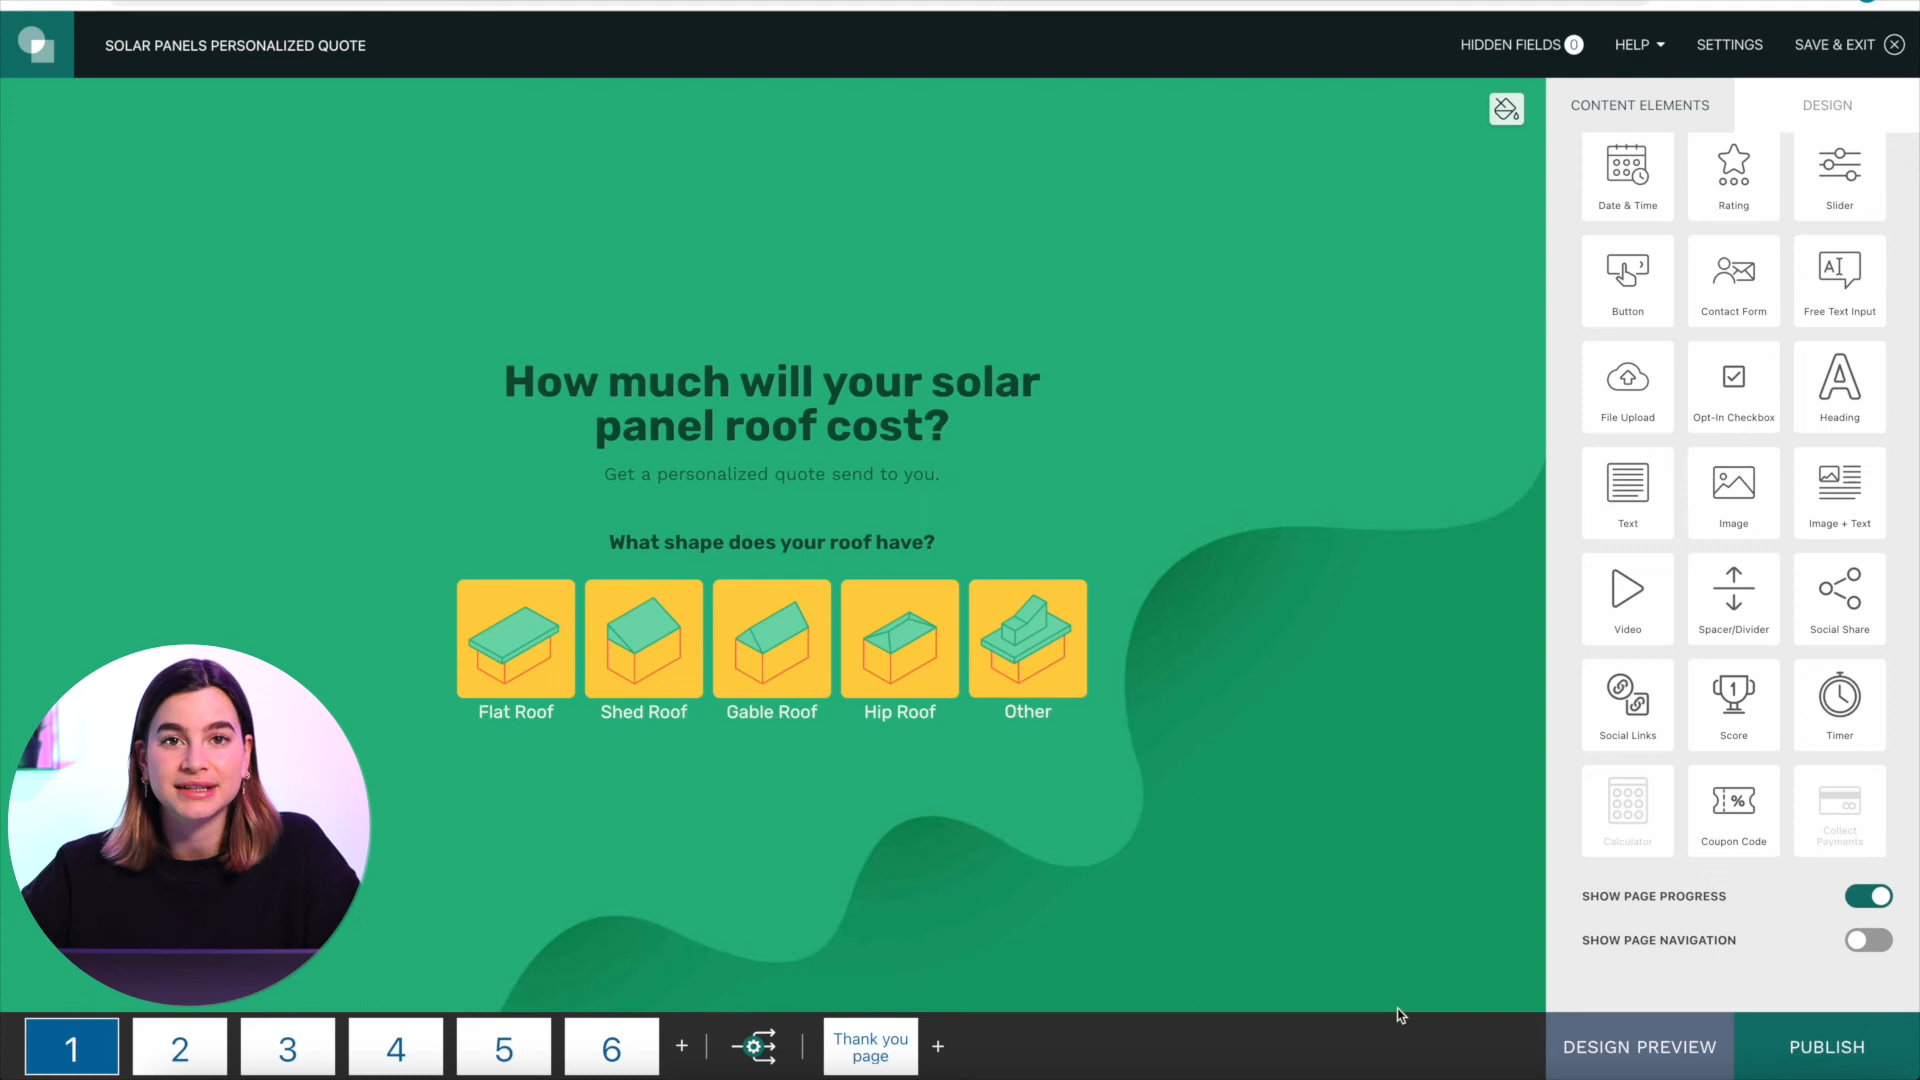 SOLAR PANELS PERSONALIZED QUOTE
HIDDEN FIELDS 0
HELP
SETTINGS
SAVE & EXIT
CONTENT ELEMENTS
DESIGN
Date & Time
Rating
Slider
Button
Contact Form
Free Text Input
AI
File Upload
Opt-In Checkbox
Heading
Text
Image
Image + Text
Video
Spacer/Divider
Social Share
1
Social Links
Score
Timer
%
Calculator
Coupon Code
Collect
Payments
SHOW PAGE PROGRESS
SHOW PAGE NAVIGATION
How much will your solar
panel roof cost?
Get a personalized quote send to you.
What shape does your roof have?
Flat Roof
Shed Roof
Gable Roof
Hip Roof
Other
1
2
3
4
5
6
+
Thank you
page
+
DESIGN PREVIEW
PUBLISH